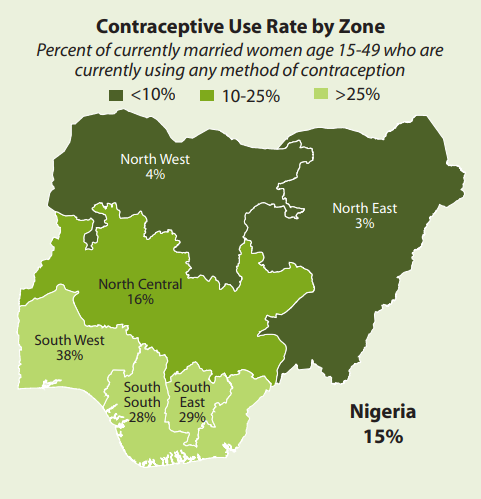 Contraceptive Use Rate by Zone
Percent of currently married women age 15-49 who are
currently using any method of contraception
<10% 10-25% >25%
North West
4%
North East
3%
North Central
16%
South West
38%
South
South
28%
South
East
29%
Nigeria
15%